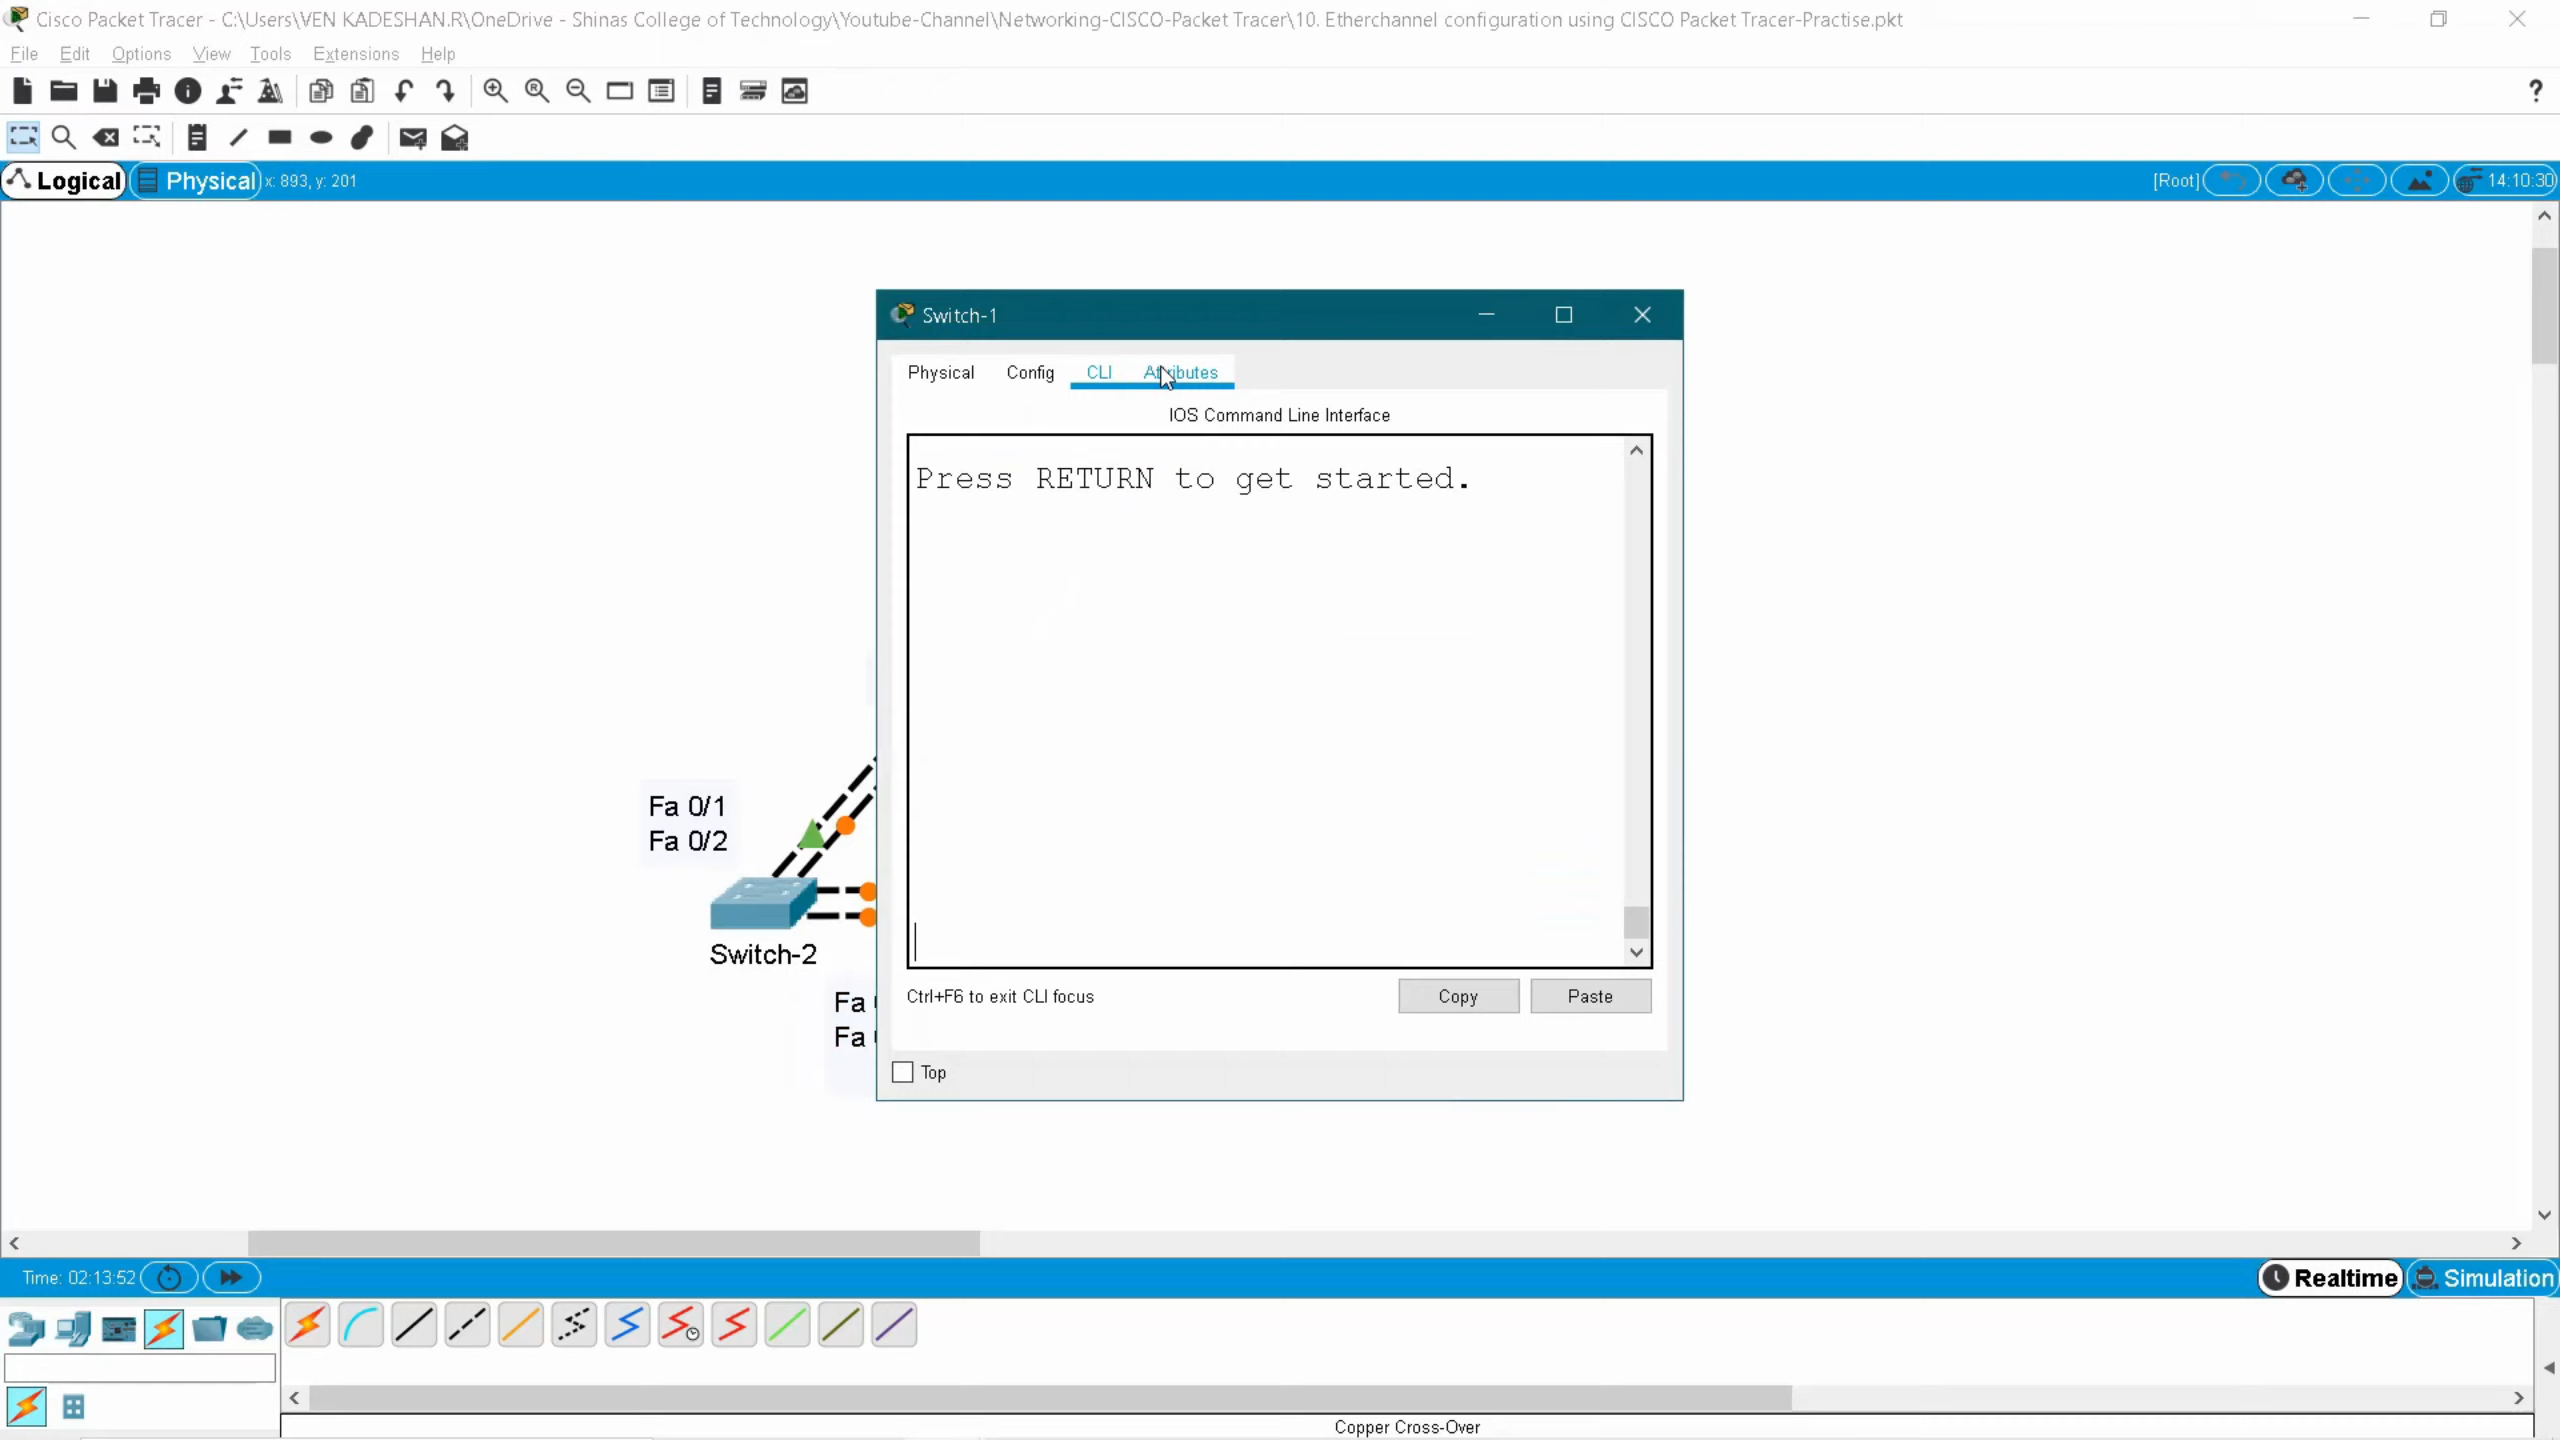 Cisco Packet Tracer - C:\Users\VEN KADESHAN.R\OneDrive - Shinas College of Technology\Youtube-Channel\Networking-CISCO-Packet Tracer\10. Etherchannel configuration using CISCO Packet Tracer-Practise.pkt
File Edit Options View Tools Extensions Help
Logical Physical x: 893, y: 201 [Root] 14:10:30
Switch-1
Physical Config CLI Attributes
IOS Command Line Interface
Press RETURN to get started.
Fa 0/1
Fa 0/2
Switch-2
Fa
Fa
Ctrl+F6 to exit CLI focus Copy Paste
Top
Time: 02:13:52 Realtime Simulation
Copper Cross-Over